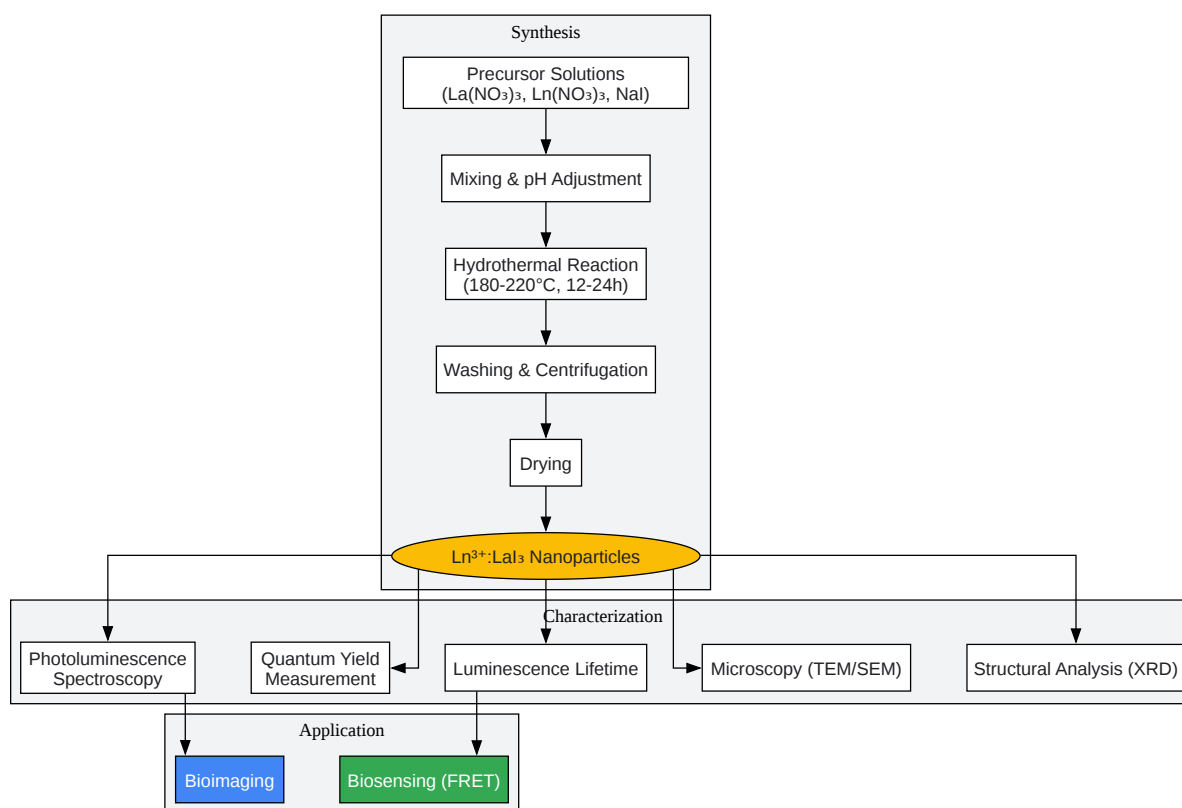 Synthesis
Precursor Solutions
(La(NO₃)₃, Ln(NO₃)₃, NaI)
Mixing & pH Adjustment
Hydrothermal Reaction
(180-220°C, 12-24h)
Washing & Centrifugation
Drying
Ln³⁺:LaI₃ Nanoparticles
Characterization
Photoluminescence
Spectroscopy
Quantum Yield
Measurement
Luminescence Lifetime
Microscopy (TEM/SEM)
Structural Analysis (XRD)
Application
Bioimaging
Biosensing (FRET)